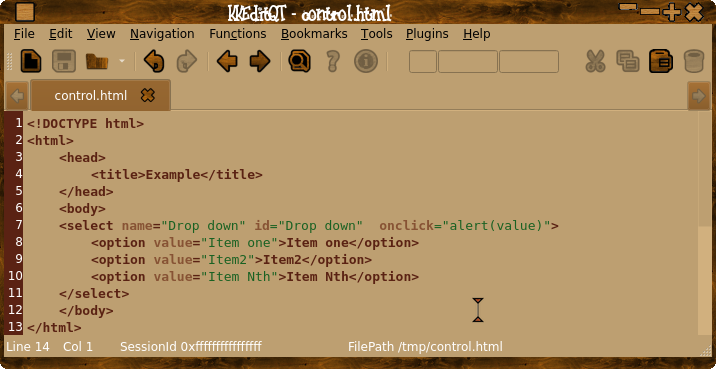 KKEditQT - control.html
File Edit View Navigation Functions Bookmarks Tools Plugins Help
control.html
1 <!DOCTYPE html>
2 <html>
3     <head>
4         <title>Example</title>
5     </head>
6     <body>
7     <select name="Drop down" id="Drop down"  onclick="alert(value)">
8         <option value="Item one">Item one</option>
9         <option value="Item2">Item2</option>
10         <option value="Item Nth">Item Nth</option>
11     </select>
12     </body>
13 </html>
Line 14 Col 1 SessionId 0xffffffffffffffff FilePath /tmp/control.html